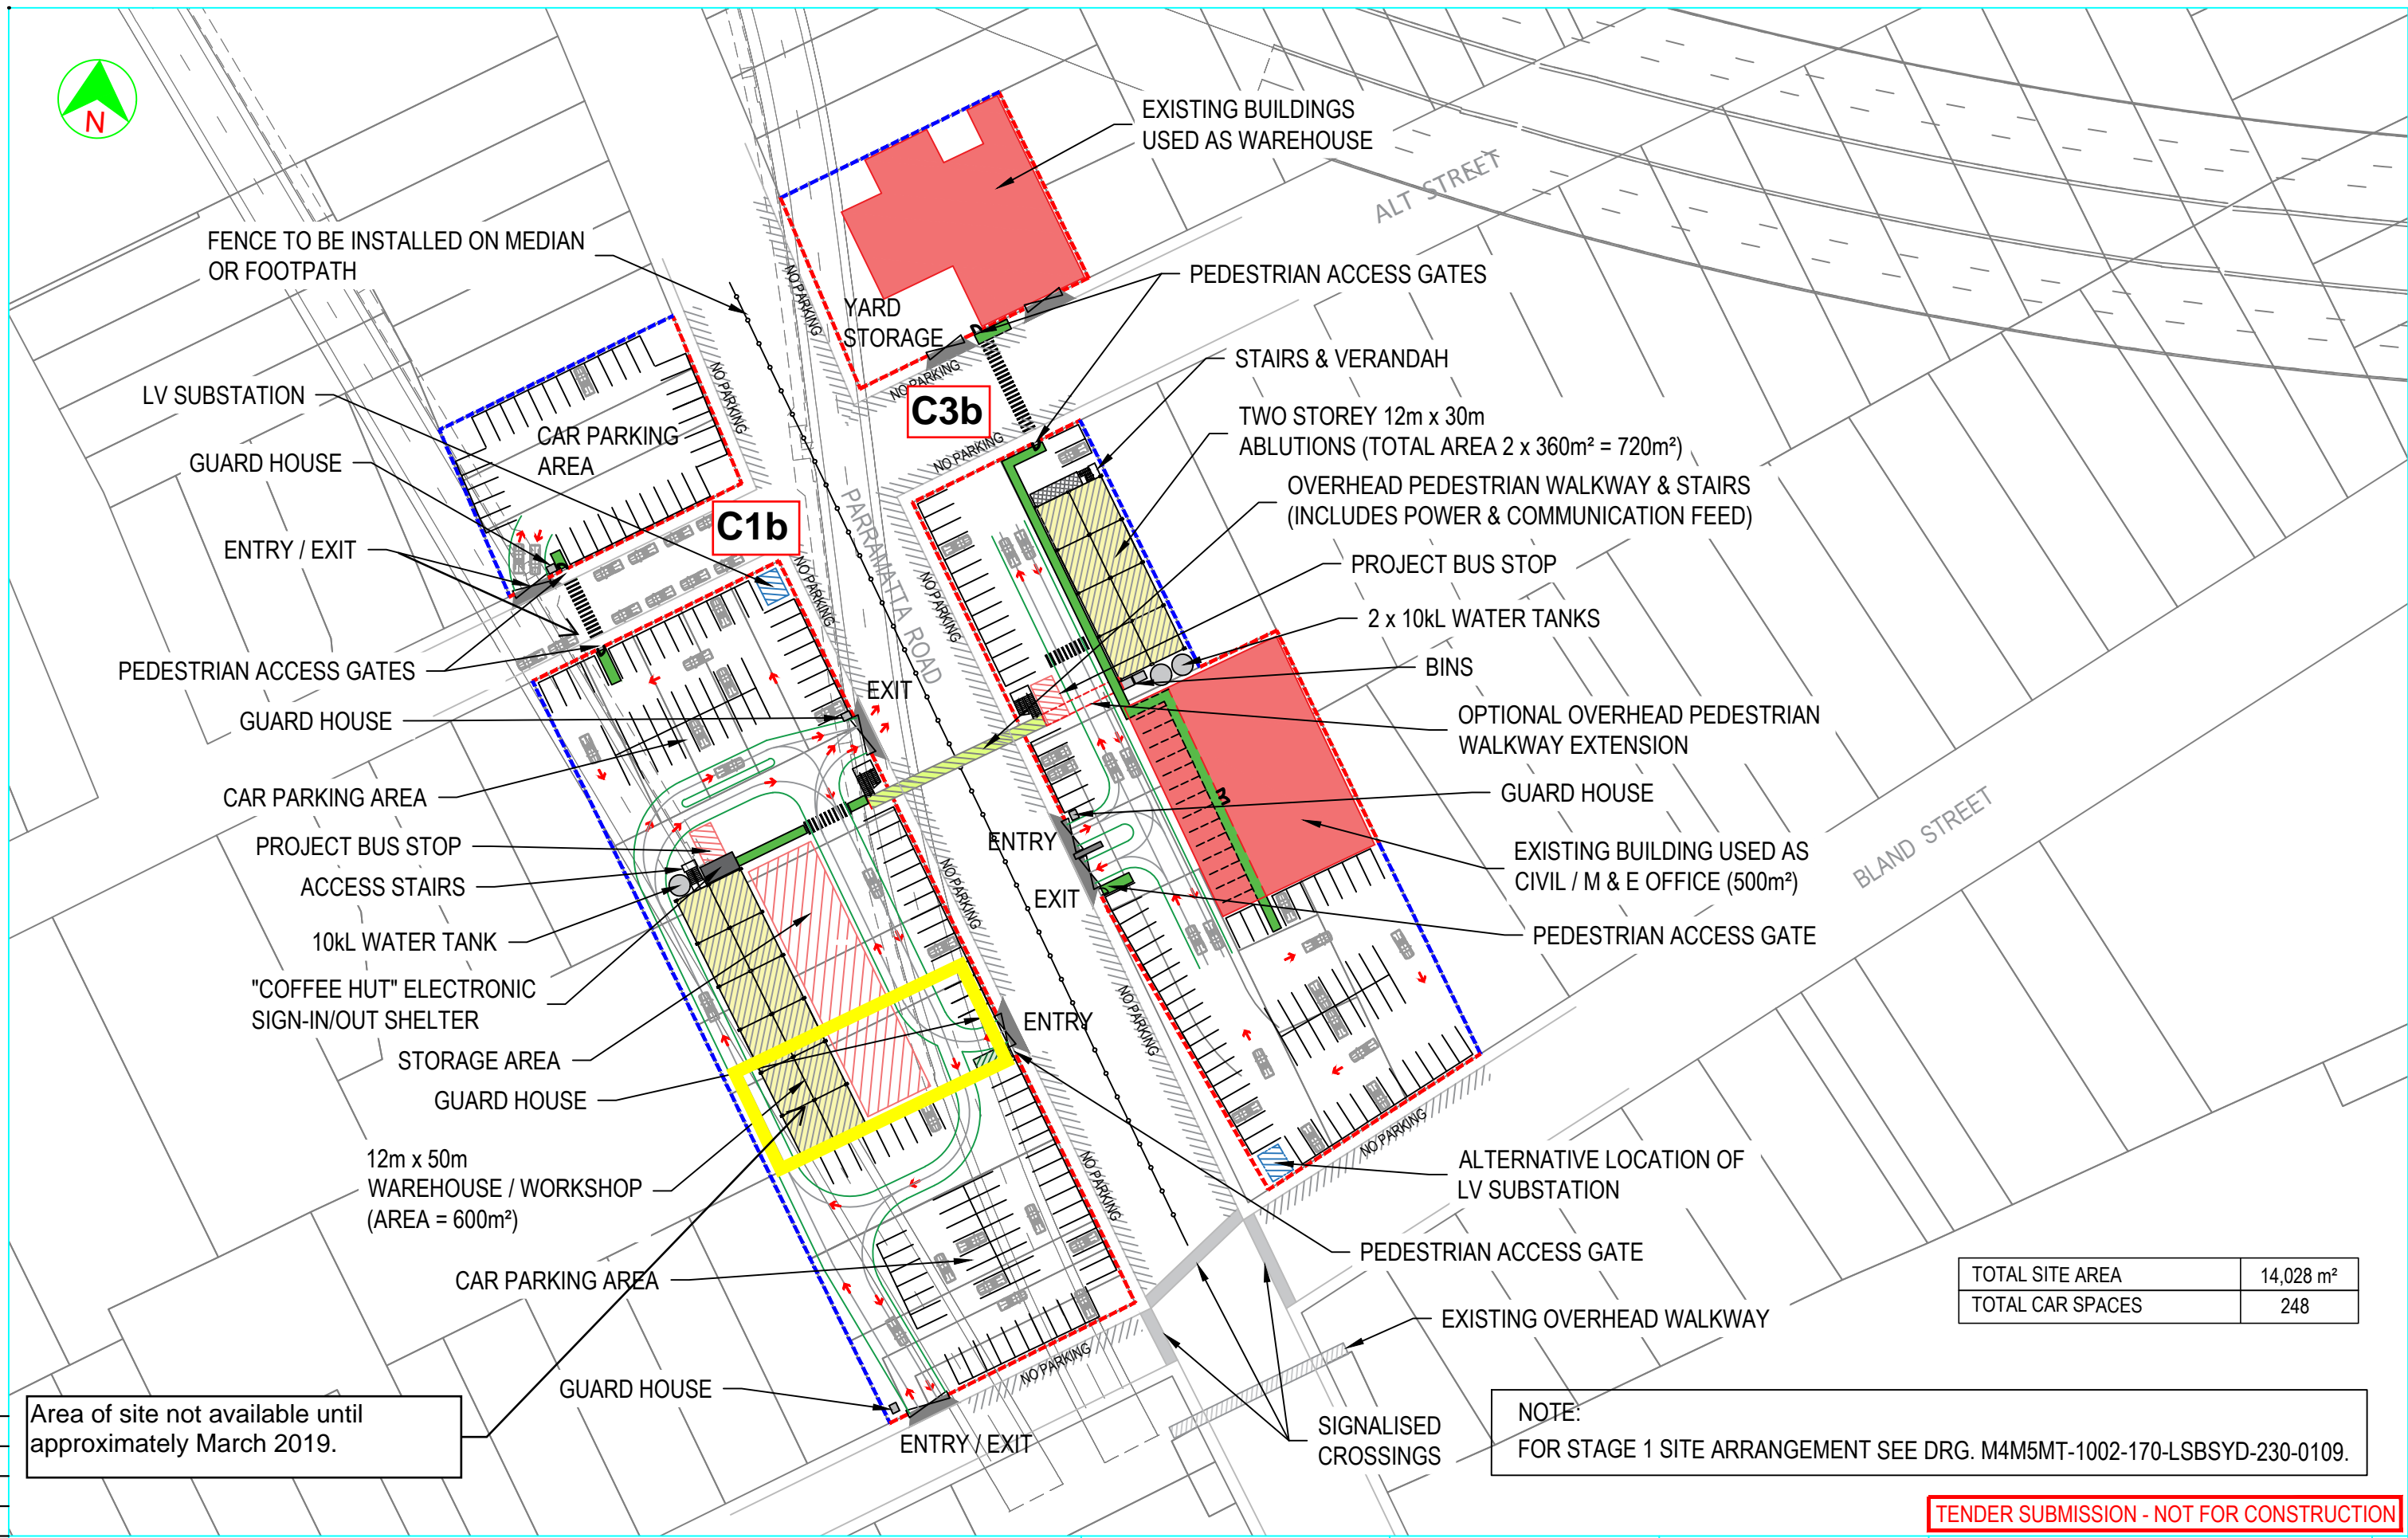 N
EXISTING BUILDINGS
USED AS WAREHOUSE
ALT STREET
FENCE TO BE INSTALLED ON MEDIAN
OR FOOTPATH
NO PARKING
PEDESTRIAN ACCESS GATES
YARD
STORAGE
NO PARKING
STAIRS & VERANDAH
LV SUBSTATION
NO PARKING
C3b
TWO STOREY 12m x 30m
ABLUTIONS (TOTAL AREA 2 x 360m² = 720m²)
CAR PARKING
AREA
NO PARKING
GUARD HOUSE
OVERHEAD PEDESTRIAN WALKWAY & STAIRS
(INCLUDES POWER & COMMUNICATION FEED)
C1b
PARRAMATTA ROAD
ENTRY / EXIT
NO PARKING
NO PARKING
PROJECT BUS STOP
2 x 10kL WATER TANKS
PEDESTRIAN ACCESS GATES
BINS
EXIT
GUARD HOUSE
OPTIONAL OVERHEAD PEDESTRIAN
WALKWAY EXTENSION
CAR PARKING AREA
GUARD HOUSE
PROJECT BUS STOP
ENTRY
EXISTING BUILDING USED AS
CIVIL / M & E OFFICE (500m²)
BLAND STREET
ACCESS STAIRS
EXIT
NO PARKING
10kL WATER TANK
PEDESTRIAN ACCESS GATE
"COFFEE HUT" ELECTRONIC
SIGN-IN/OUT SHELTER
ENTRY
NO PARKING
STORAGE AREA
GUARD HOUSE
12m x 50m
WAREHOUSE / WORKSHOP
(AREA = 600m²)
NO PARKING
NO PARKING
ALTERNATIVE LOCATION OF
LV SUBSTATION
PEDESTRIAN ACCESS GATE
CAR PARKING AREA
TOTAL SITE AREA 14,028 m²
TOTAL CAR SPACES 248
EXISTING OVERHEAD WALKWAY
NO PARKING
GUARD HOUSE
Area of site not available until
approximately March 2019.
ENTRY / EXIT
SIGNALISED
CROSSINGS
NOTE:
FOR STAGE 1 SITE ARRANGEMENT SEE DRG. M4M5MT-1002-170-LSBSYD-230-0109.
TENDER SUBMISSION - NOT FOR CONSTRUCTION